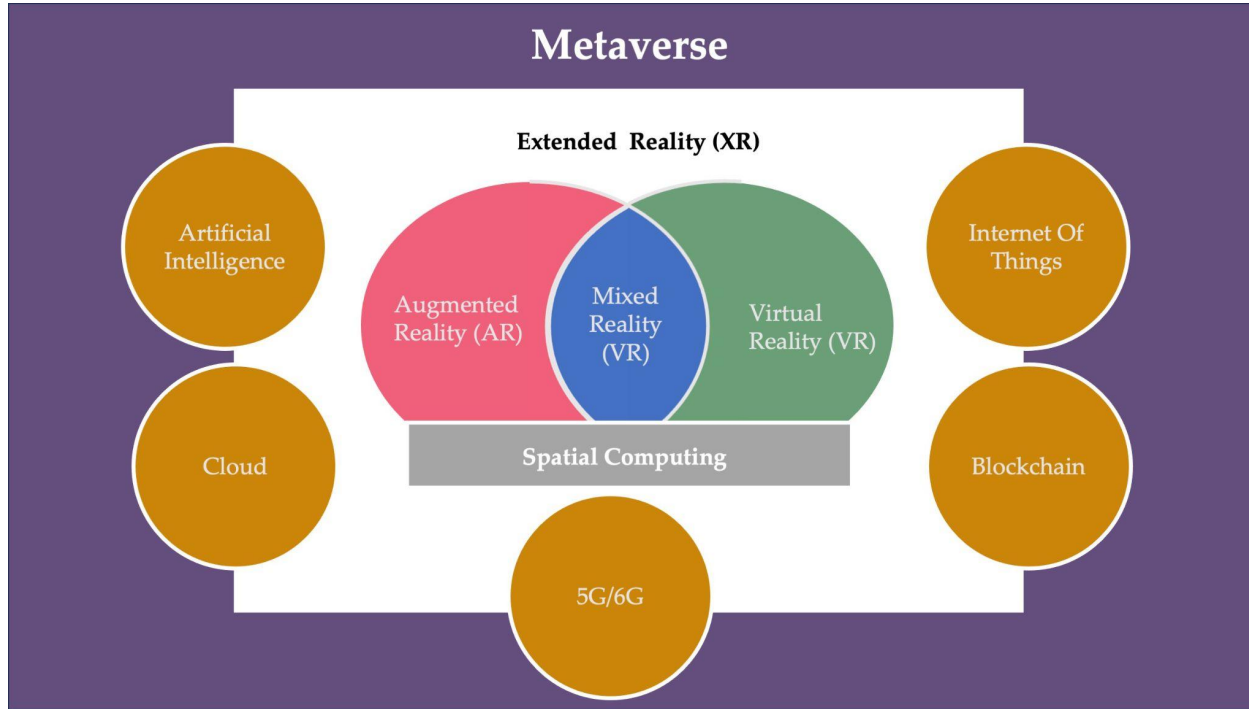 Metaverse
Extended Reality (XR)
Artificial
Intelligence
Internet Of
Things
Augmented
Reality (AR)
Mixed
Reality
(VR)
Virtual
Reality (VR)
Cloud
Spatial Computing
Blockchain
5G/6G